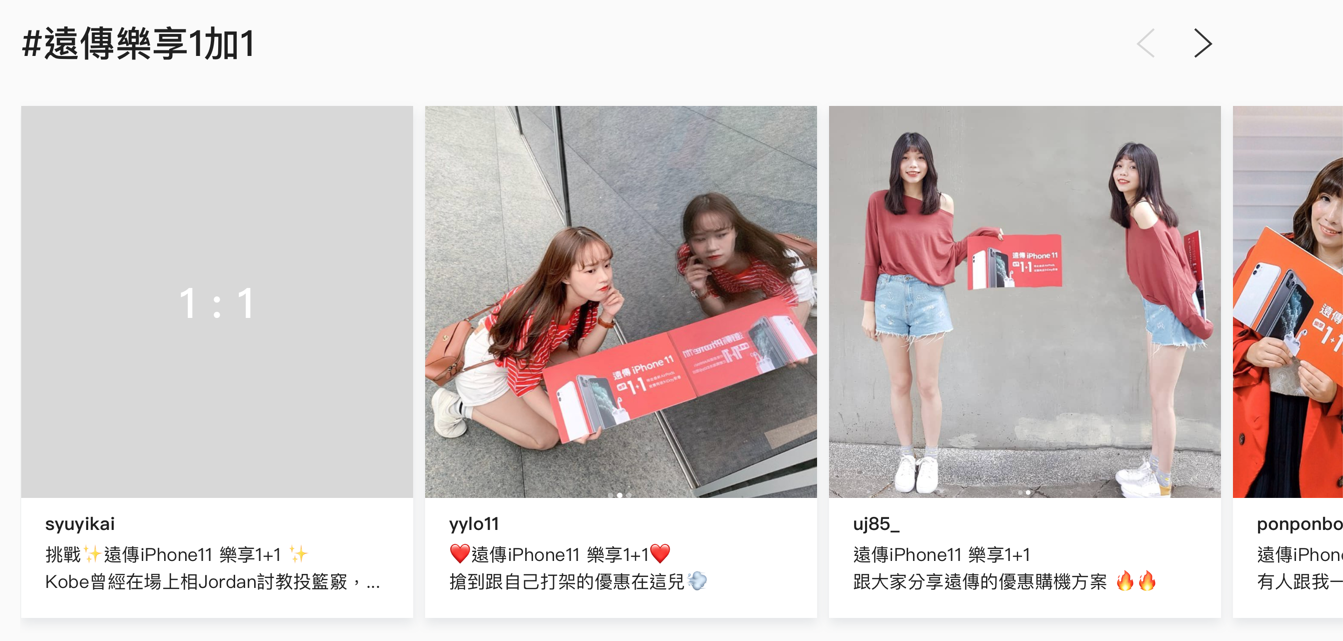 #遠傳樂享1加1
1 : 1
遠傳 iPhone 11
1+1
遠傳 iPhone 11
1+1
syuyikai
挑戰✨遠傳iPhone11 樂享1+1 ✨
Kobe曾經在場上相Jordan討教投籃竅，...
yylo11
❤️遠傳iPhone11 樂享1+1❤️
搶到跟自己打架的優惠在這兒💨
uj85_
遠傳iPhone11 樂享1+1
跟大家分享遠傳的優惠購機方案 🔥🔥
ponponbo
遠傳iPhon
有人跟我一